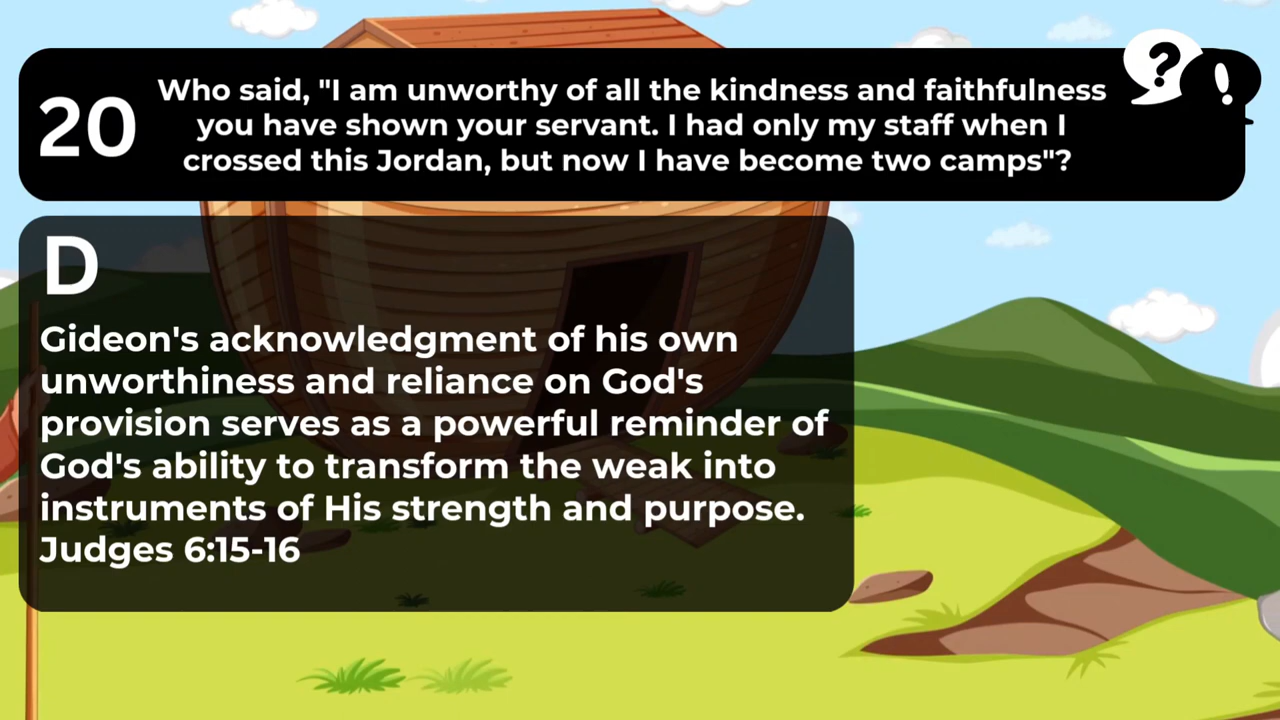 20
Who said, "I am unworthy of all the kindness and faithfulness
you have shown your servant. I had only my staff when I
crossed this Jordan, but now I have become two camps"?
?
!
D
Gideon's acknowledgment of his own
unworthiness and reliance on God's
provision serves as a powerful reminder of
God's ability to transform the weak into
instruments of His strength and purpose.
Judges 6:15-16